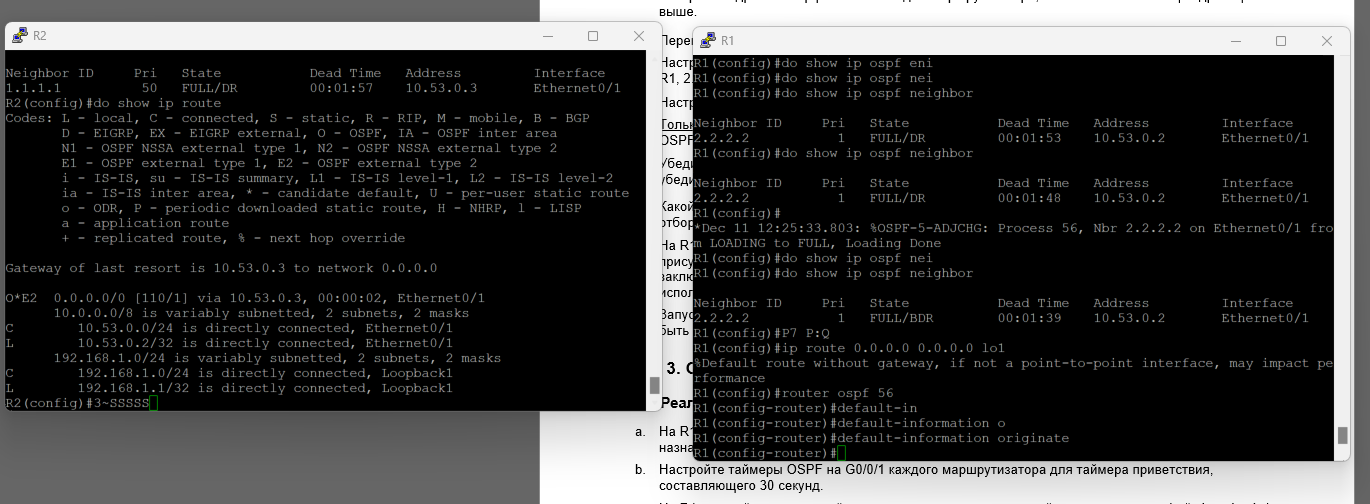 выше.
R2
Neighbor ID Pri State Dead Time Address Interface
1.1.1.1 50 FULL/DR 00:01:57 10.53.0.3 Ethernet0/1
R2(config)#do show ip route
Codes: L - local, C - connected, S - static, R - RIP, M - mobile, B - BGP
D - EIGRP, EX - EIGRP external, O - OSPF, IA - OSPF inter area
N1 - OSPF NSSA external type 1, N2 - OSPF NSSA external type 2
E1 - OSPF external type 1, E2 - OSPF external type 2
i - IS-IS, su - IS-IS summary, L1 - IS-IS level-1, L2 - IS-IS level-2
ia - IS-IS inter area, * - candidate default, U - per-user static route
o - ODR, P - periodic downloaded static route, H - NHRP, l - LISP
a - application route
+ - replicated route, % - next hop override
Gateway of last resort is 10.53.0.3 to network 0.0.0.0
O*E2 0.0.0.0/0 [110/1] via 10.53.0.3, 00:00:02, Ethernet0/1
10.0.0.0/8 is variably subnetted, 2 subnets, 2 masks
C 10.53.0.0/24 is directly connected, Ethernet0/1
L 10.53.0.2/32 is directly connected, Ethernet0/1
192.168.1.0/24 is variably subnetted, 2 subnets, 2 masks
C 192.168.1.0/24 is directly connected, Loopback1
L 192.168.1.1/32 is directly connected, Loopback1
R2(config)#3~SSSSS
R1
R1(config)#do show ip ospf eni
R1(config)#do show ip ospf nei
R1(config)#do show ip ospf neighbor
Neighbor ID Pri State Dead Time Address Interface
2.2.2.2 1 FULL/DR 00:01:53 10.53.0.2 Ethernet0/1
R1(config)#do show ip ospf neighbor
Neighbor ID Pri State Dead Time Address Interface
2.2.2.2 1 FULL/DR 00:01:48 10.53.0.2 Ethernet0/1
R1(config)#
*Dec 11 12:25:33.803: %OSPF-5-ADJCHG: Process 56, Nbr 2.2.2.2 on Ethernet0/1 fro
m LOADING to FULL, Loading Done
R1(config)#do show ip ospf nei
R1(config)#do show ip ospf neighbor
Neighbor ID Pri State Dead Time Address Interface
2.2.2.2 1 FULL/BDR 00:01:39 10.53.0.2 Ethernet0/1
R1(config)#P7 P:Q
R1(config)#ip route 0.0.0.0 0.0.0.0 lo1
%Default route without gateway, if not a point-to-point interface, may impact pe
rformance
R1(config)#router ospf 56
R1(config-router)#default-in
R1(config-router)#default-information o
R1(config-router)#default-information originate
R1(config-router)#
R1, 2
OSPF
На R1
3. 
a. На R1
b. Настройте таймеры OSPF на G0/0/1 каждого маршрутизатора для таймера приветствия,
составляющего 30 секунд.